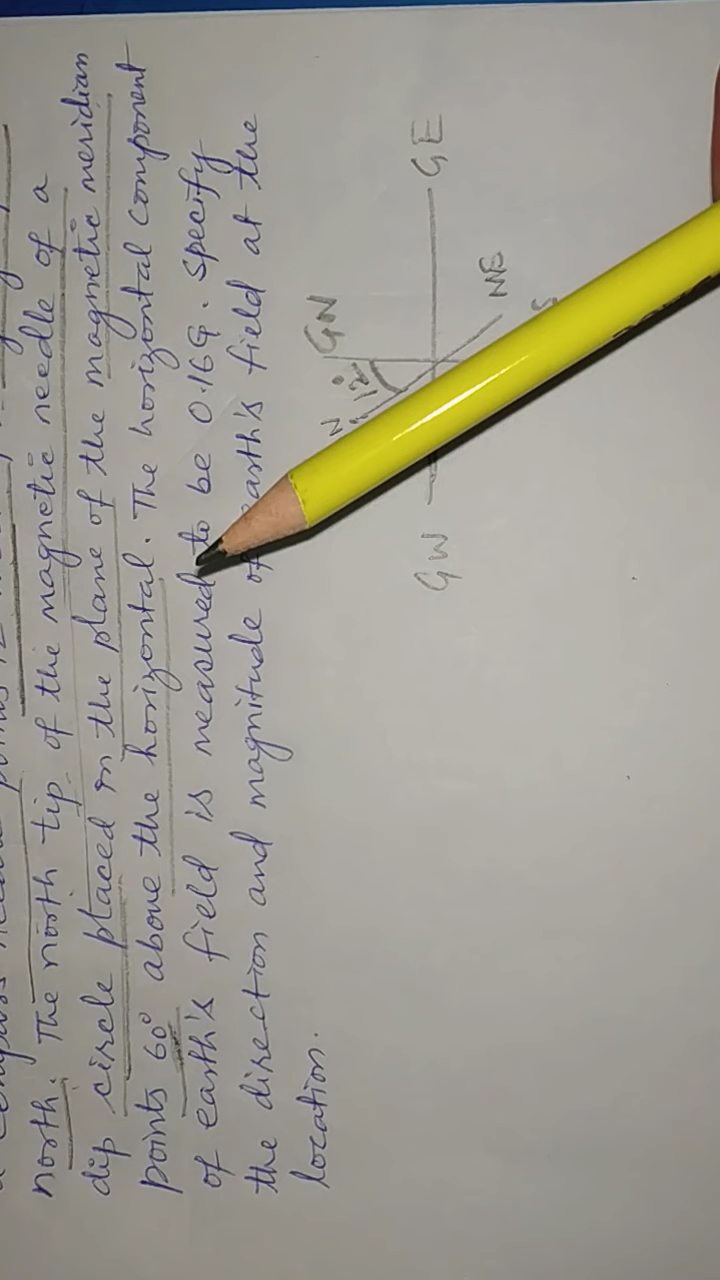 north. The north tip of the magnetic needle of a
dip circle placed in the plane of the magnetic meridian
points 60° above the horizontal. The horizontal component
of earth's field is measured to be 0.16G. Specify
the direction and magnitude of earth's field at the
location.
GN
N
12°
GE
GW
S